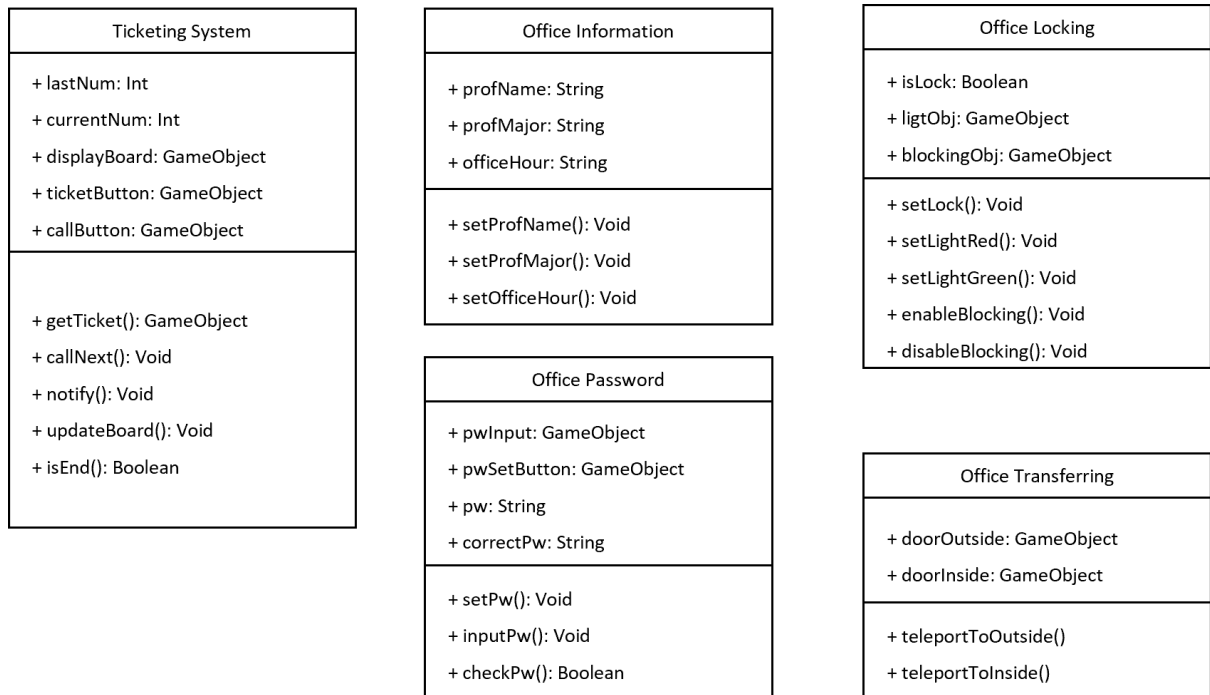 Ticketing System
+ lastNum: Int
+ currentNum: Int
+ displayBoard: GameObject
+ ticketButton: GameObject
+ callButton: GameObject
+ getTicket(): GameObject
+ callNext(): Void
+ notify(): Void
+ updateBoard(): Void
+ isEnd(): Boolean
Office Information
+ profName: String
+ profMajor: String
+ officeHour: String
+ setProfName(): Void
+ setProfMajor(): Void
+ setOfficeHour(): Void
Office Password
+ pwInput: GameObject
+ pwSetButton: GameObject
+ pw: String
+ correctPw: String
+ setPw(): Void
+ inputPw(): Void
+ checkPw(): Boolean
Office Locking
+ isLock: Boolean
+ ligtObj: GameObject
+ blockingObj: GameObject
+ setLock(): Void
+ setLightRed(): Void
+ setLightGreen(): Void
+ enableBlocking(): Void
+ disableBlocking(): Void
Office Transferring
+ doorOutside: GameObject
+ doorInside: GameObject
+ teleportToOutside()
+ teleportToInside()